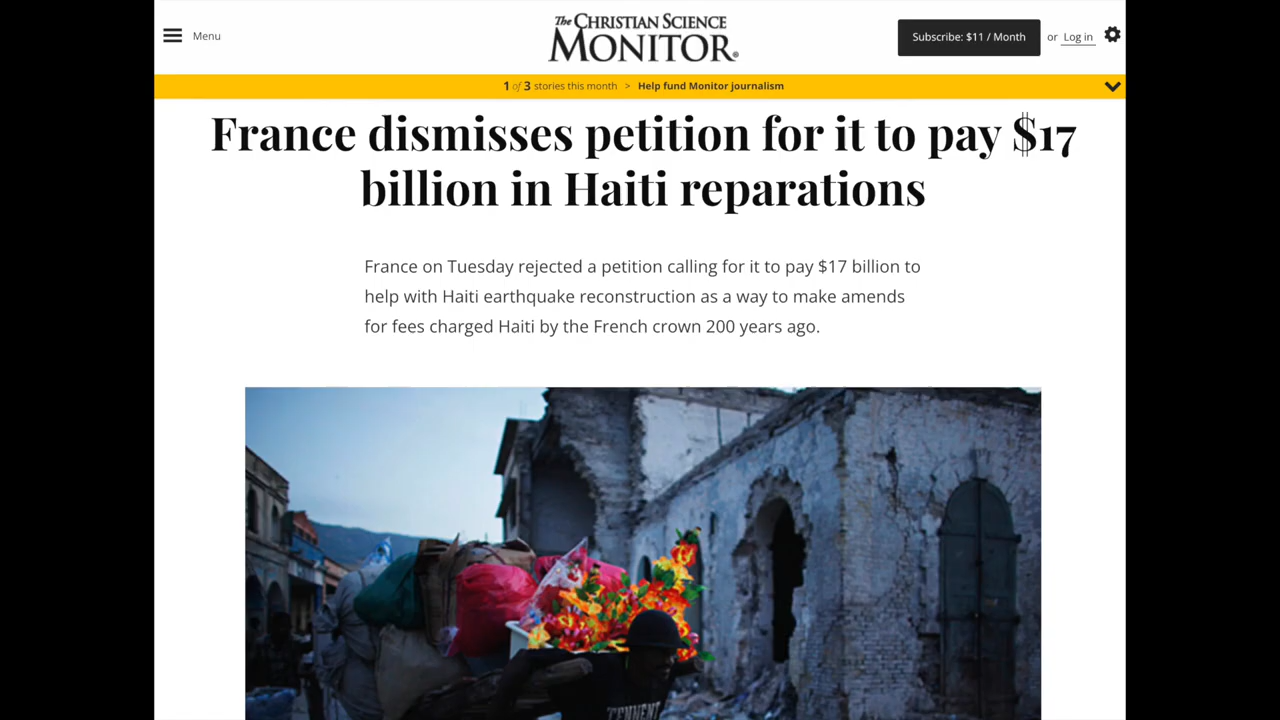 Menu
The CHRISTIAN SCIENCE
MONITOR
Subscribe: $11 / Month
or Log in
1 of 3 stories this month > Help fund Monitor journalism
France dismisses petition for it to pay $17
billion in Haiti reparations
France on Tuesday rejected a petition calling for it to pay $17 billion to
help with Haiti earthquake reconstruction as a way to make amends
for fees charged Haiti by the French crown 200 years ago.